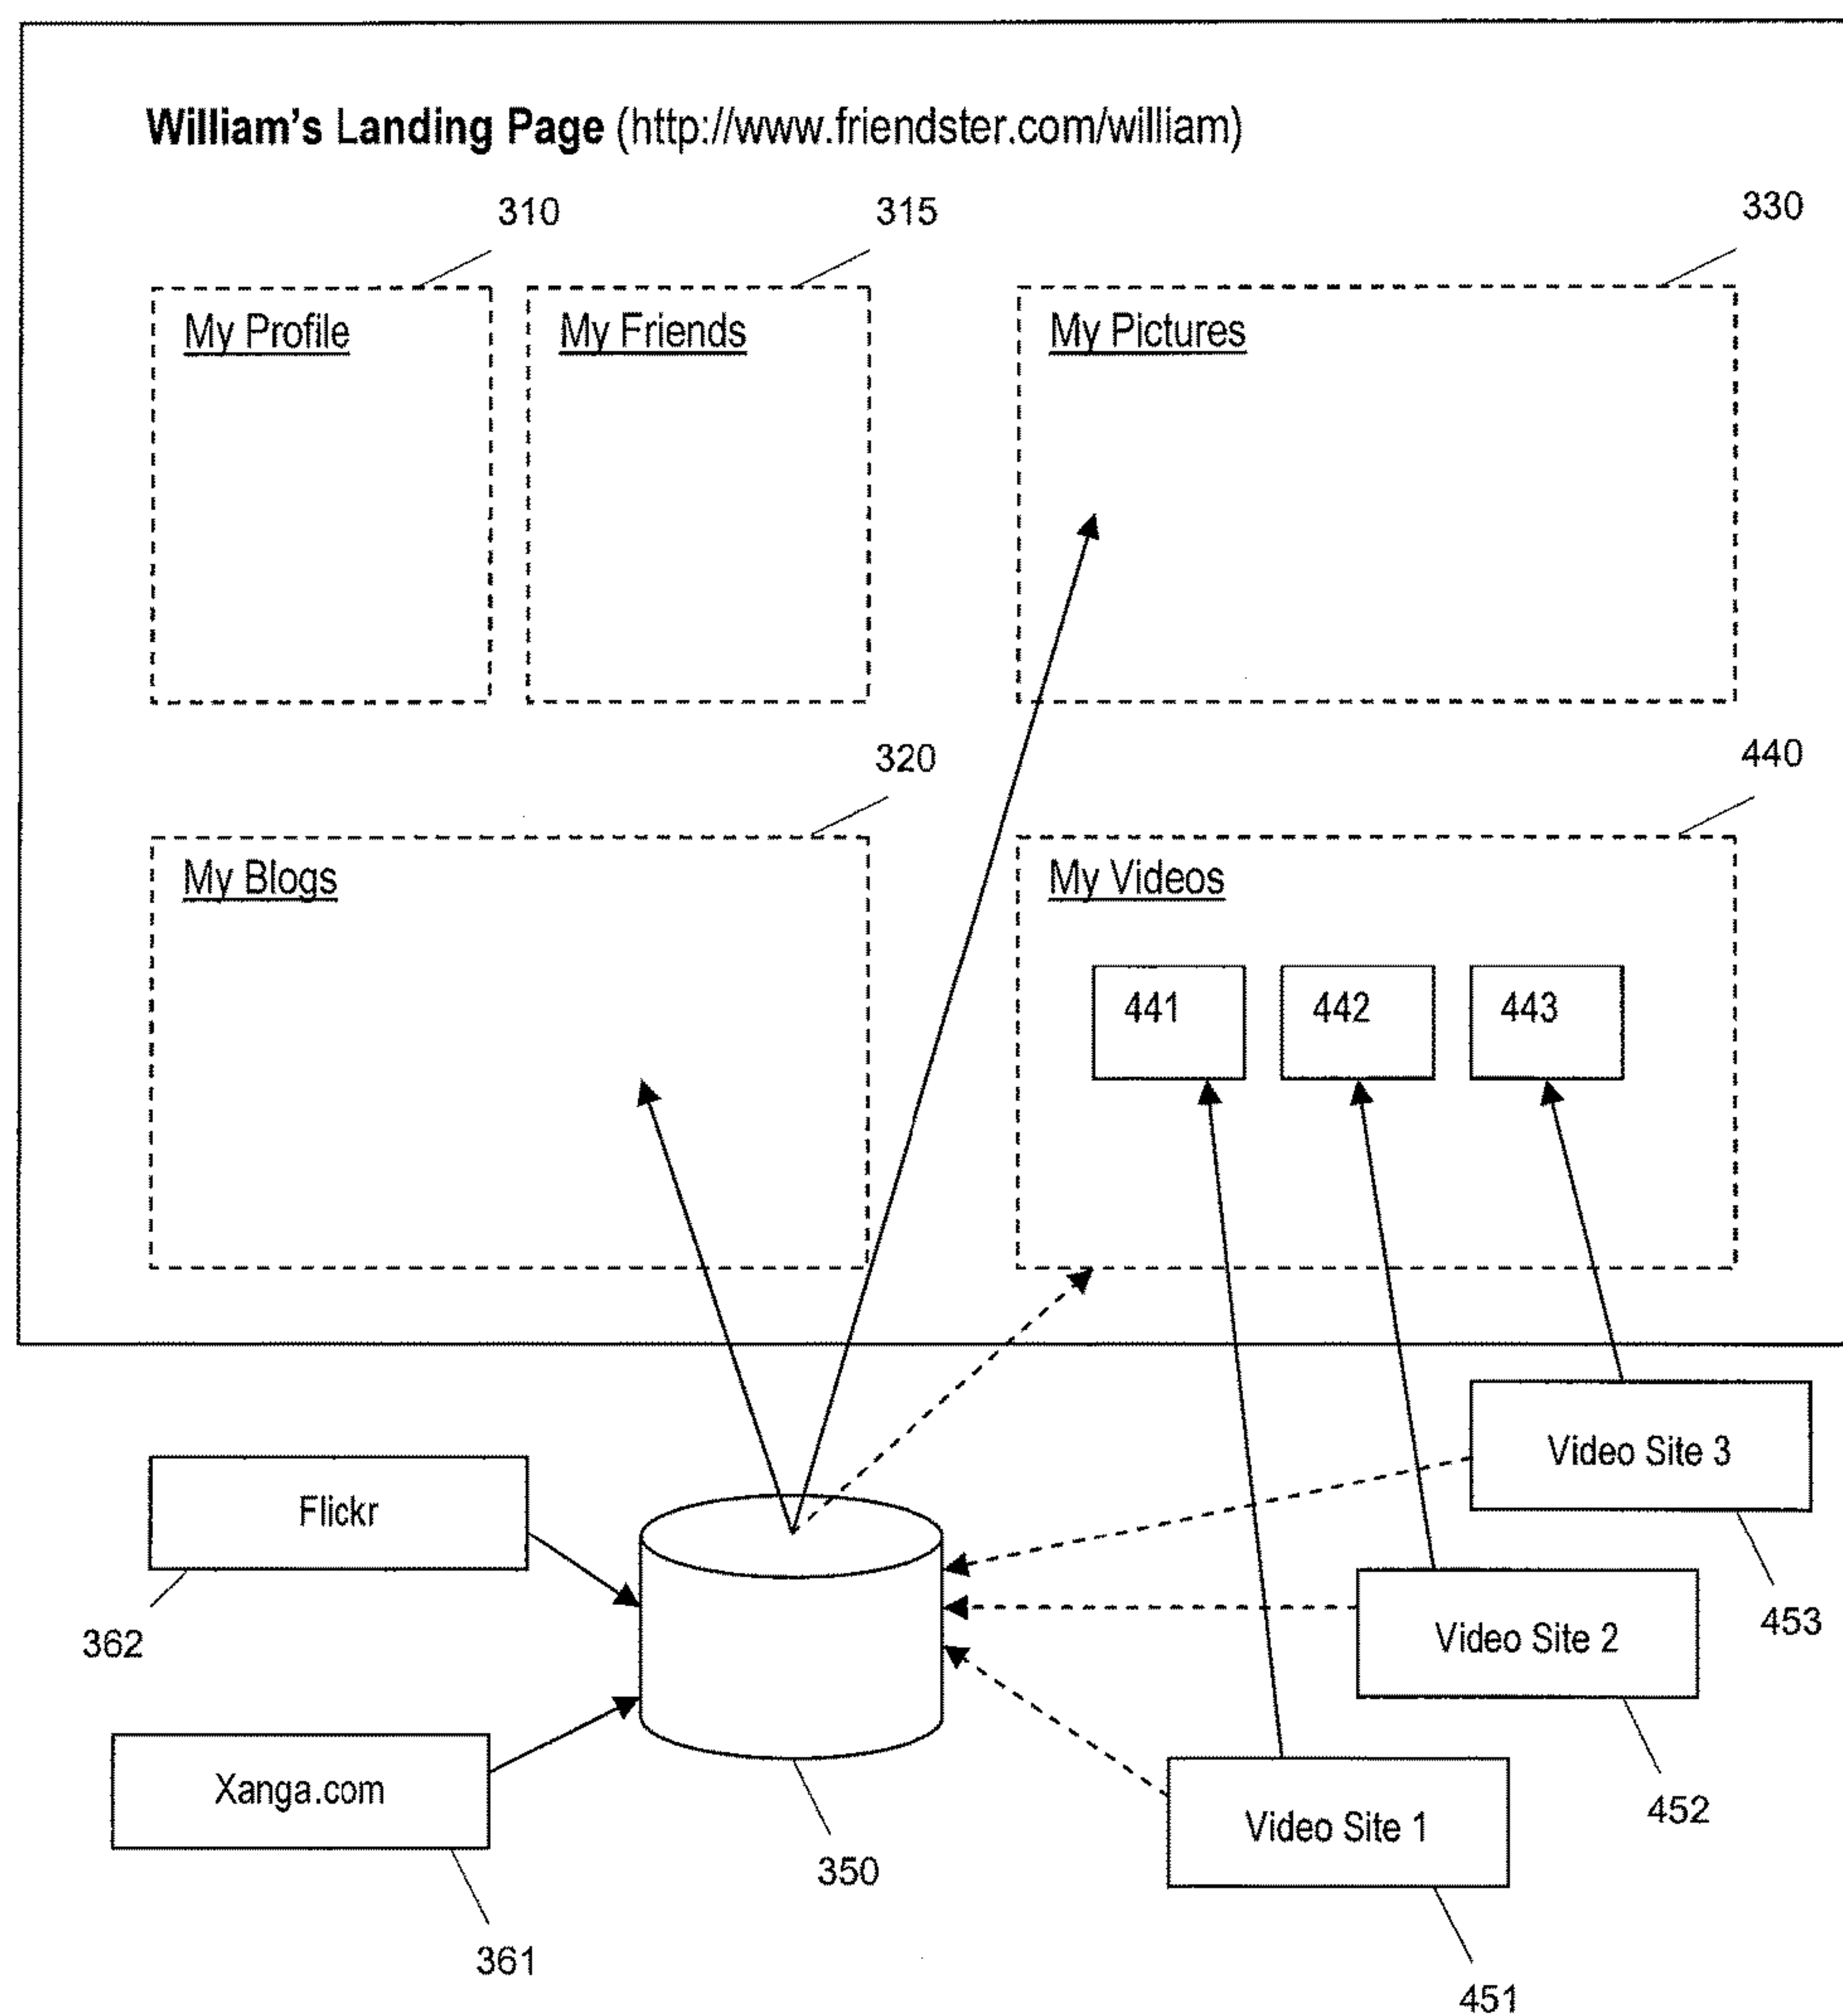 William's Landing Page (http://www.friendster.com/william)
310
315
330
My Profile
My Friends
My Pictures
320
440
My Blogs
My Videos
441
442
443
Video Site 3
Flickr
453
362
Video Site 2
Xanga.com
452
Video Site 1
350
361
451